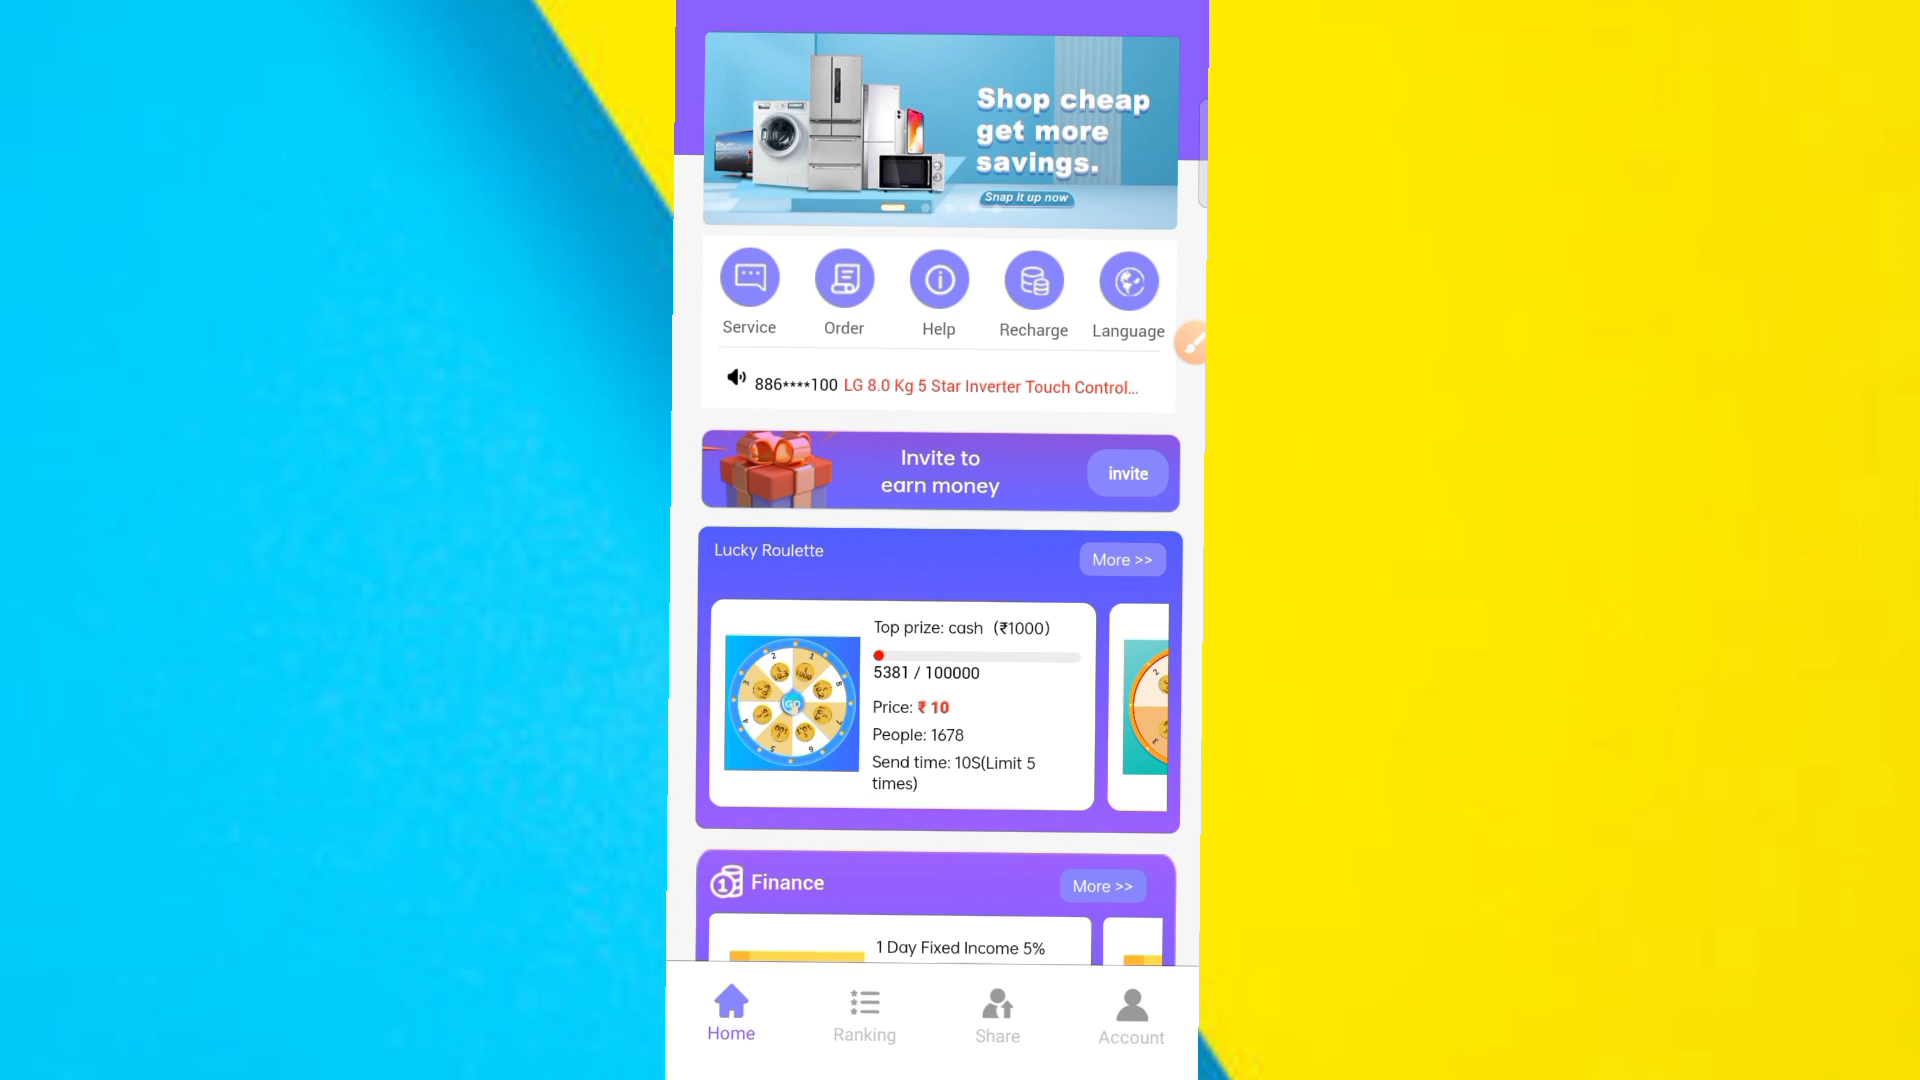 Shop cheap
get more
savings.
Snap it up now
Service
Order
Help
Recharge
Language
886****100 LG 8.0 Kg 5 Star Inverter Touch Control...
Invite to
earn money
invite
Lucky Roulette
More >>
Top prize: cash (₹1000)
5381 / 100000
Price: ₹ 10
People: 1678
Send time: 10S(Limit 5
times)
GO
Finance
More >>
1 Day Fixed Income 5%
Home
Ranking
Share
Account